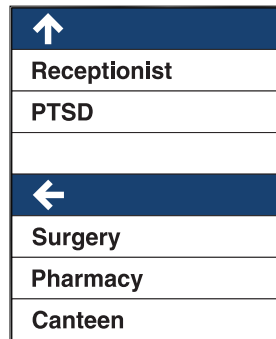 ↑
Receptionist
PTSD
←
Surgery
Pharmacy
Canteen